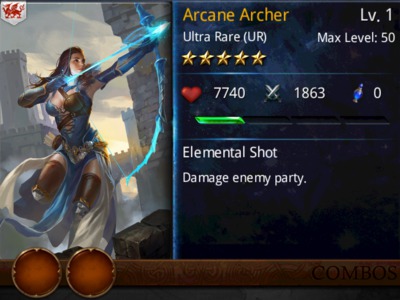 Arcane Archer Lv. 1
Ultra Rare (UR) Max Level: 50
7740 1863 0
Elemental Shot
Damage enemy party.
COMBOS